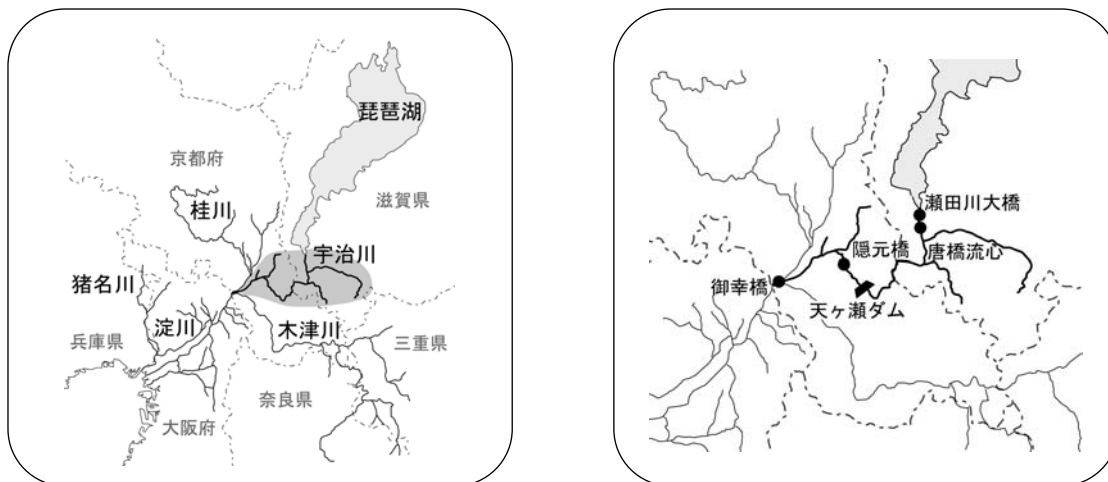 琵琶湖
京都府
滋賀県
桂川
宇治川
猪名川
淀川
木津川
兵庫県
三重県
奈良県
大阪府
瀬田川大橋
隠元橋
唐橋流心
御幸橋
天ヶ瀬ダム